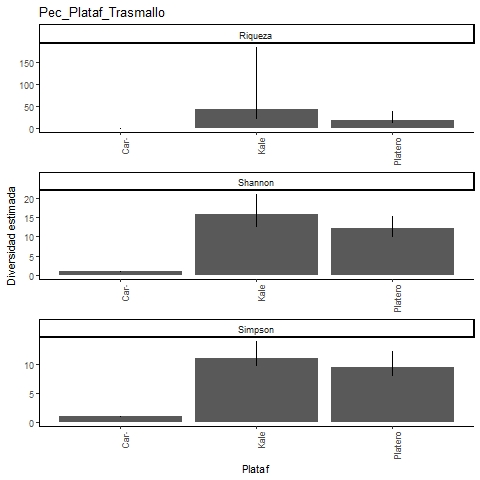 Pec_Plataf_Trasmallo
Riqueza
150
100
50
0
Car-
Kale
Platero
Shannon
20
15
10
5
0
Car-
Kale
Platero
Simpson
10
5
0
Car-
Kale
Platero
Diversidad estimada
Plataf